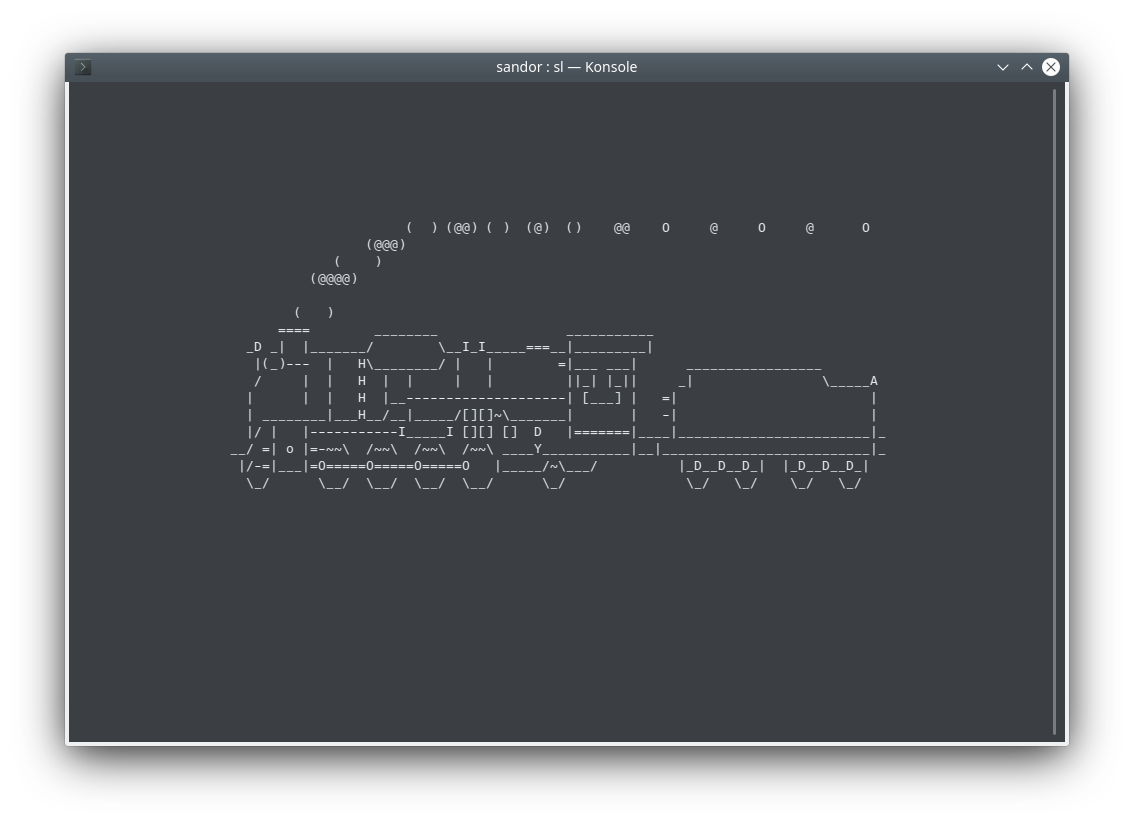 sandor : sl — Konsole
                      (  ) (@@) ( )  (@)  ()    @@    O     @     O     @      O
                 (@@@)
             (    )
          (@@@@)

        (   )
      ====        ________                ___________
  _D _|  |_______/        \__I_I_____===__|_________|
   |(_)---  |   H\________/ |   |        =|___ ___|      _________________
   /     |  |   H  |  |     |   |         ||_| |_||     _|                \_____A
  |      |  |   H  |__--------------------| [___] |   =|                        |
  | ________|___H__/__|_____/[][]~\_______|       |   -|                        |
  |/ |   |-----------I_____I [][] []  D   |=======|____|________________________|_
__/ =| o |=-~~\  /~~\  /~~\  /~~\ ____Y___________|__|__________________________|_
 |/-=|___|=O=====O=====O=====O   |_____/~\___/          |_D__D__D_|  |_D__D__D_|
  \_/      \__/  \__/  \__/  \__/      \_/               \_/   \_/    \_/   \_/